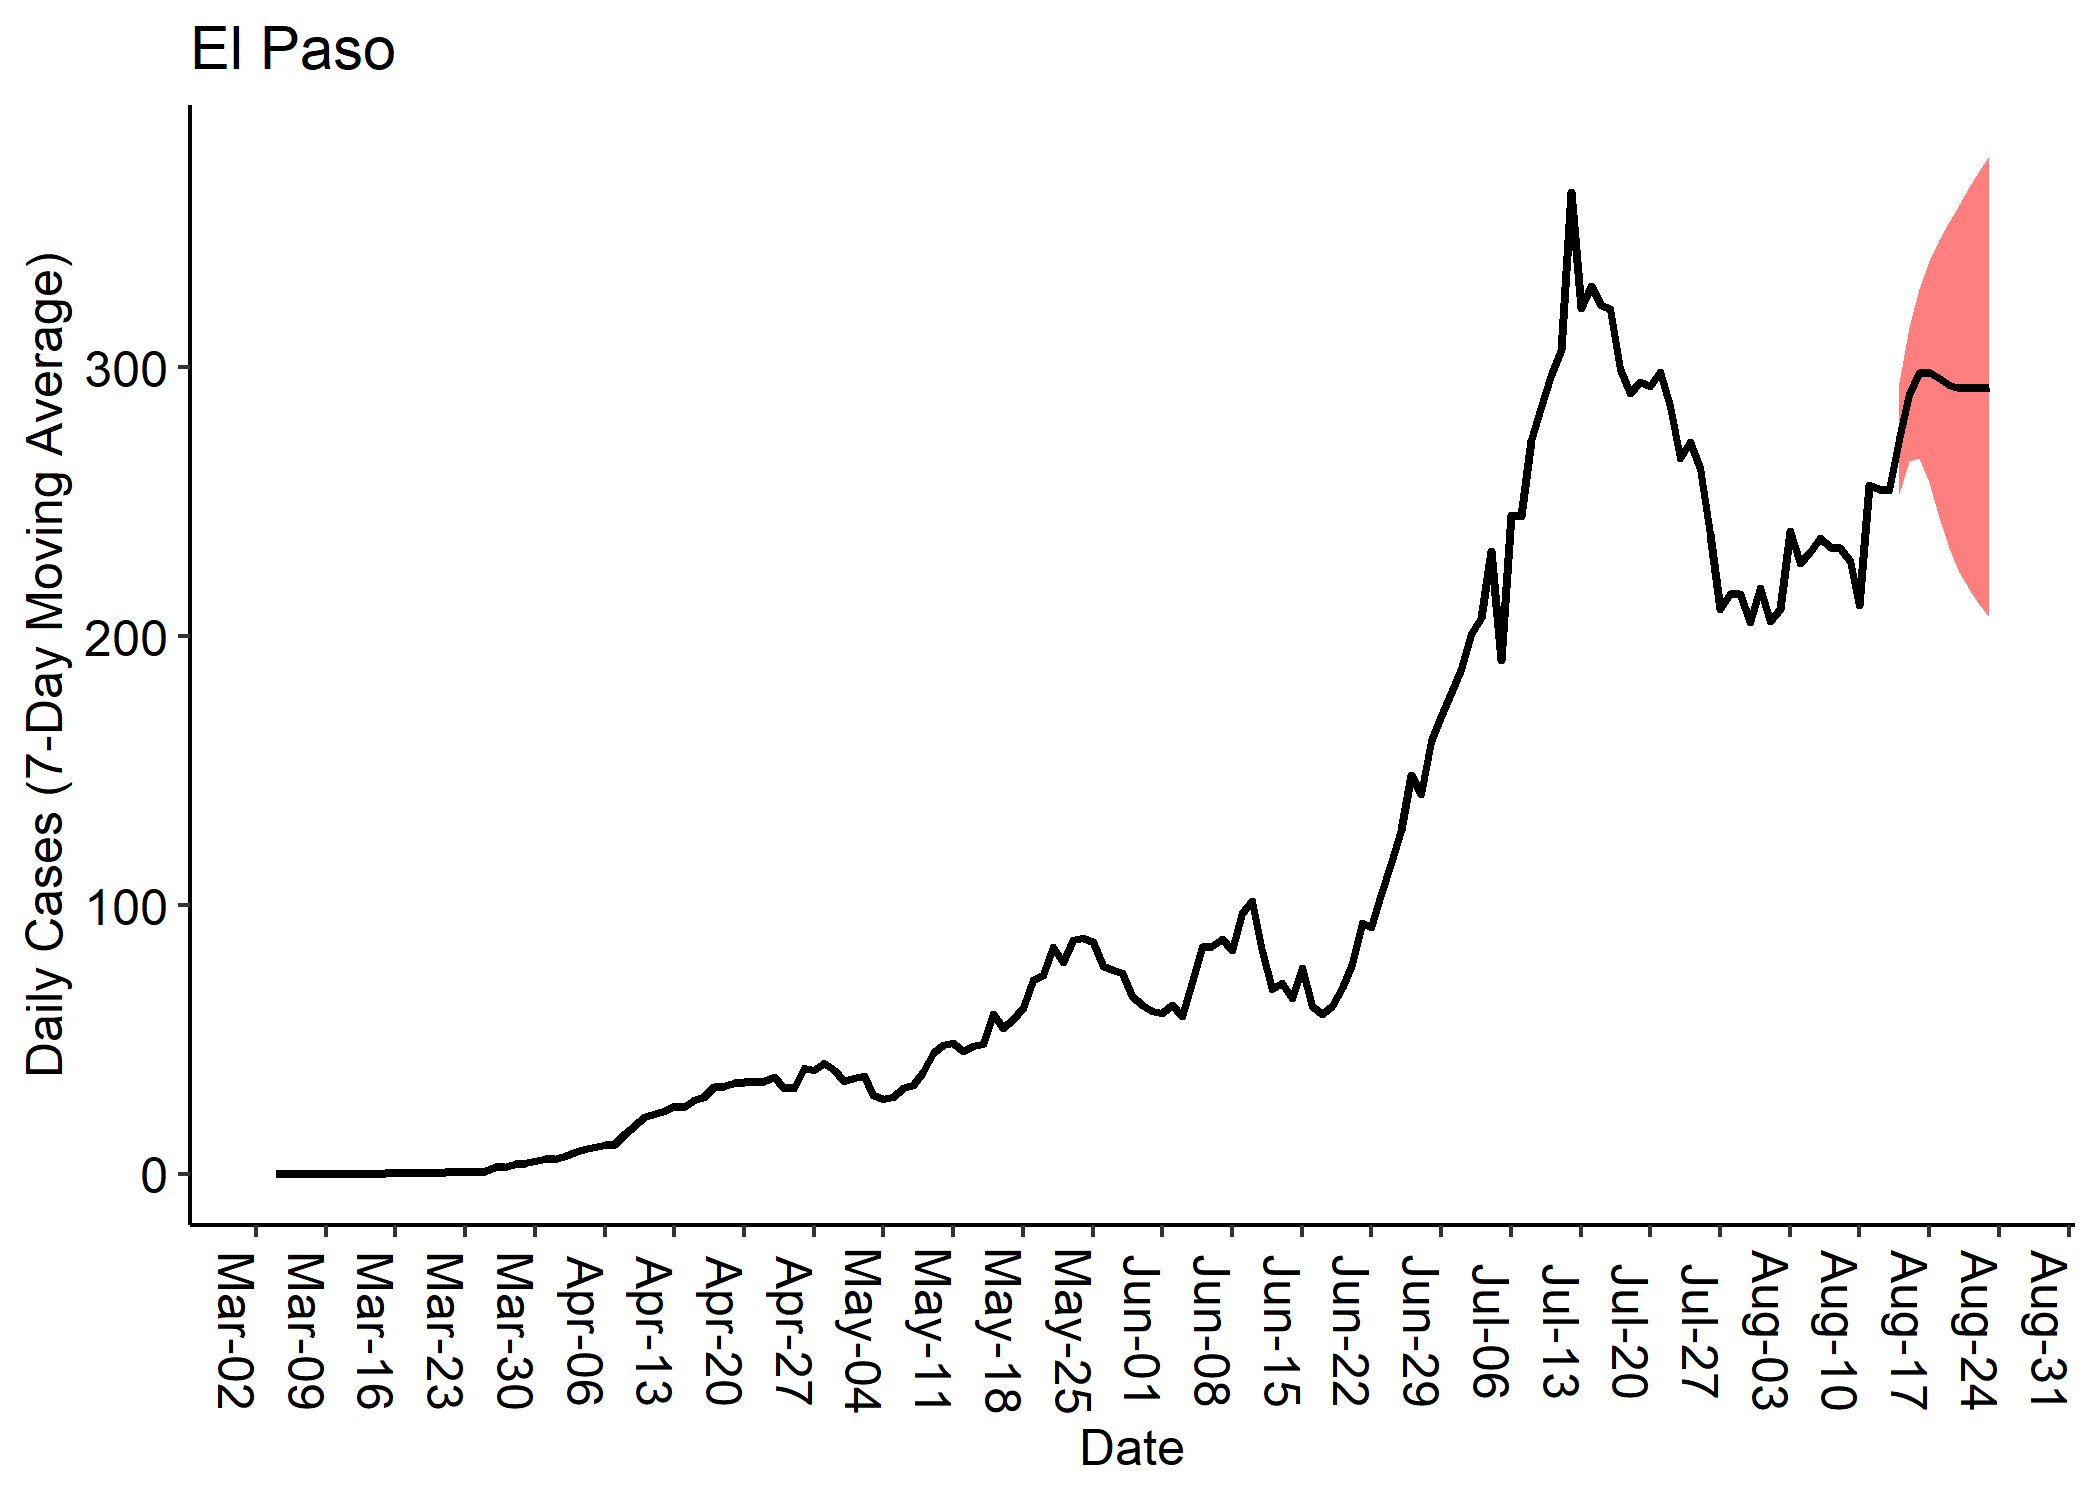 El Paso
Daily Cases (7-Day Moving Average)
300
200
100
0
Mar-02
Mar-09
Mar-16
Mar-23
Mar-30
Apr-06
Apr-13
Apr-20
Apr-27
May-04
May-11
May-18
May-25
Jun-01
Jun-08
Jun-15
Jun-22
Jun-29
Jul-06
Jul-13
Jul-20
Jul-27
Aug-03
Aug-10
Aug-17
Aug-24
Aug-31
Date